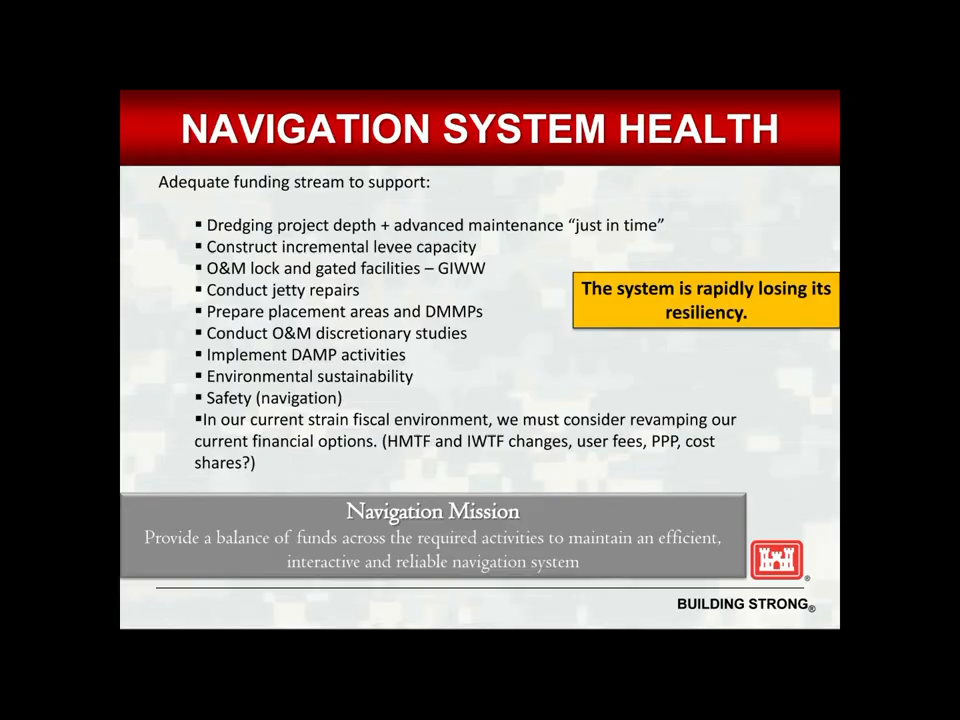 NAVIGATION SYSTEM HEALTH
Adequate funding stream to support:
▪ Dredging project depth + advanced maintenance “just in time”
▪ Construct incremental levee capacity
▪ O&M lock and gated facilities – GIWW
▪ Conduct jetty repairs
▪ Prepare placement areas and DMMPs
▪ Conduct O&M discretionary studies
▪ Implement DAMP activities
▪ Environmental sustainability
▪ Safety (navigation)
▪In our current strain fiscal environment, we must consider revamping our
current financial options. (HMTF and IWTF changes, user fees, PPP, cost
shares?)
The system is rapidly losing its
resiliency.
Navigation Mission
Provide a balance of funds across the required activities to maintain an efficient,
interactive and reliable navigation system
®
BUILDING STRONG®